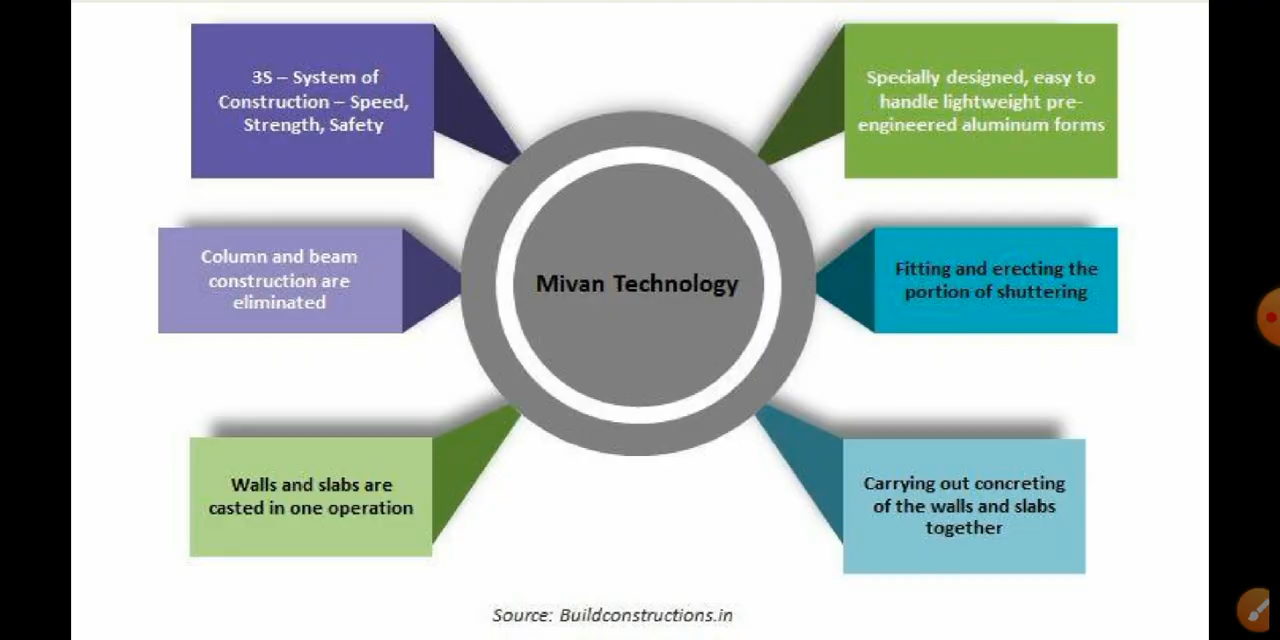 3S – System of
Construction – Speed,
Strength, Safety
Specially designed, easy to
handle lightweight pre-
engineered aluminum forms
Column and beam
construction are
eliminated
Mivan Technology
Fitting and erecting the
portion of shuttering
Walls and slabs are
casted in one operation
Carrying out concreting
of the walls and slabs
together
Source: Buildconstructions.in